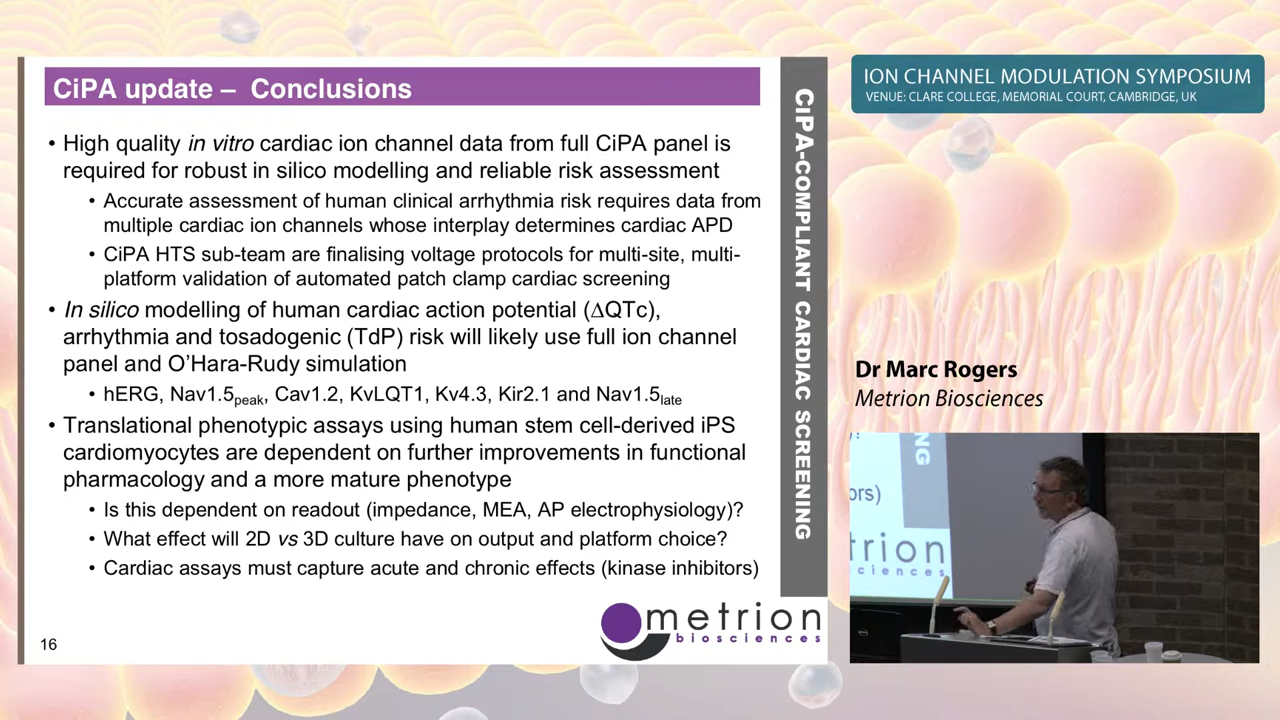 CiPA update – Conclusions
• High quality in vitro cardiac ion channel data from full CiPA panel is
required for robust in silico modelling and reliable risk assessment
• Accurate assessment of human clinical arrhythmia risk requires data from
multiple cardiac ion channels whose interplay determines cardiac APD
• CiPA HTS sub-team are finalising voltage protocols for multi-site, multi-
platform validation of automated patch clamp cardiac screening
• In silico modelling of human cardiac action potential (∆QTc),
arrhythmia and tosadogenic (TdP) risk will likely use full ion channel
panel and O'Hara-Rudy simulation
• hERG, Nav1.5peak, Cav1.2, KvLQT1, Kv4.3, Kir2.1 and Nav1.5late
• Translational phenotypic assays using human stem cell-derived iPS
cardiomyocytes are dependent on further improvements in functional
pharmacology and a more mature phenotype
• Is this dependent on readout (impedance, MEA, AP electrophysiology)?
• What effect will 2D vs 3D culture have on output and platform choice?
• Cardiac assays must capture acute and chronic effects (kinase inhibitors)
16
metrion
biosciences
CiPA-COMPLIANT CARDIAC SCREENING
ION CHANNEL MODULATION SYMPOSIUM
VENUE: CLARE COLLEGE, MEMORIAL COURT, CAMBRIDGE, UK
Dr Marc Rogers
Metrion Biosciences
NG
ors)
trion
ciences